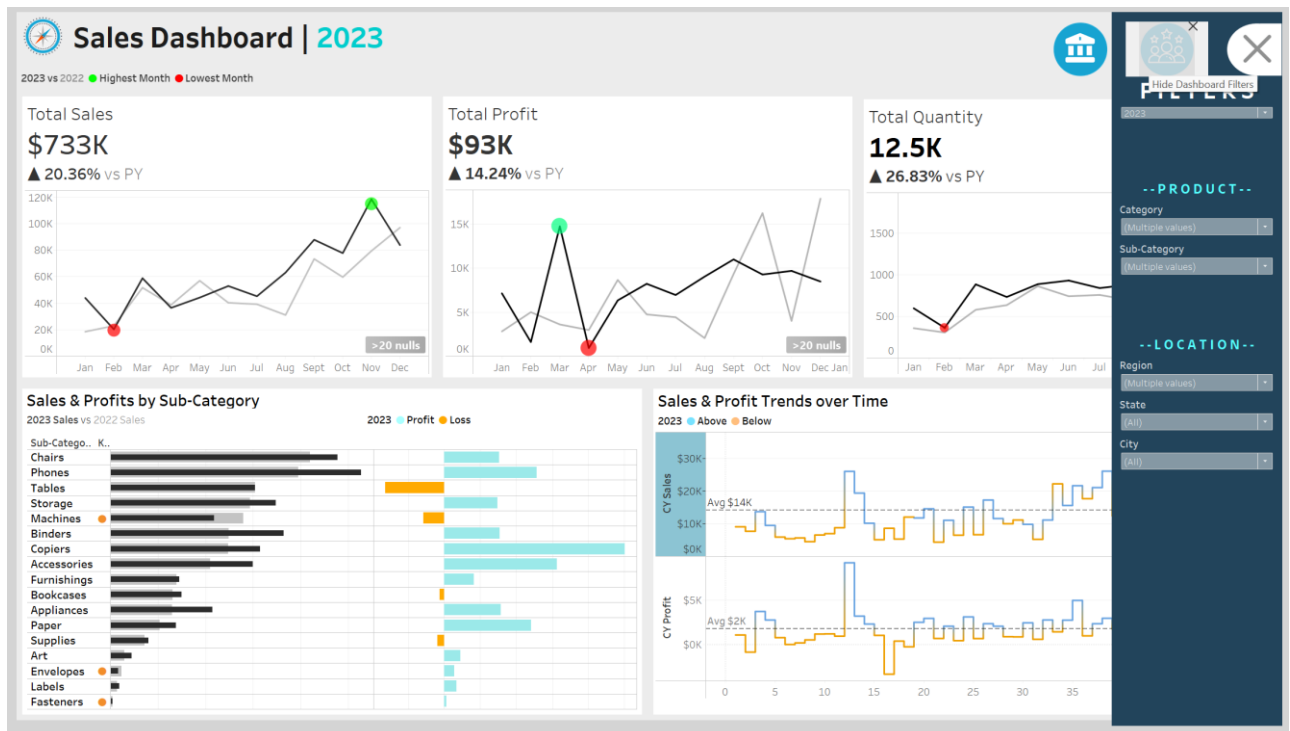 Sales Dashboard | 2023
2023 vs 2022 Highest Month Lowest Month
Hide Dashboard Filters
FILTERS
2023
Total Sales
$733K
▲ 20.36% vs PY
120K
100K
80K
60K
40K
20K
0K
>20 nulls
Jan Feb Mar Apr May Jun Jul Aug Sept Oct Nov Dec
Total Profit
$93K
▲ 14.24% vs PY
15K
10K
5K
0K
>20 nulls
Jan Feb Mar Apr May Jun Jul Aug Sept Oct Nov Dec Jan
Total Quantity
12.5K
▲ 26.83% vs PY
1500
1000
500
0
Jan Feb Mar Apr May Jun Jul
--PRODUCT--
Category
(Multiple values)
Sub-Category
(Multiple values)
--LOCATION--
Region
(Multiple values)
State
(All)
City
(All)
Sales & Profits by Sub-Category
2023 Sales vs 2022 Sales
2023 Profit Loss
Sub-Catego.. K..
Chairs
Phones
Tables
Storage
Machines
Binders
Copiers
Accessories
Furnishings
Bookcases
Appliances
Paper
Supplies
Art
Envelopes
Labels
Fasteners
Sales & Profit Trends over Time
2023 Above Below
CY Sales
$30K
$20K
Avg $14K
$10K
$0K
CY Profit
$5K
Avg $2K
$0K
0 5 10 15 20 25 30 35